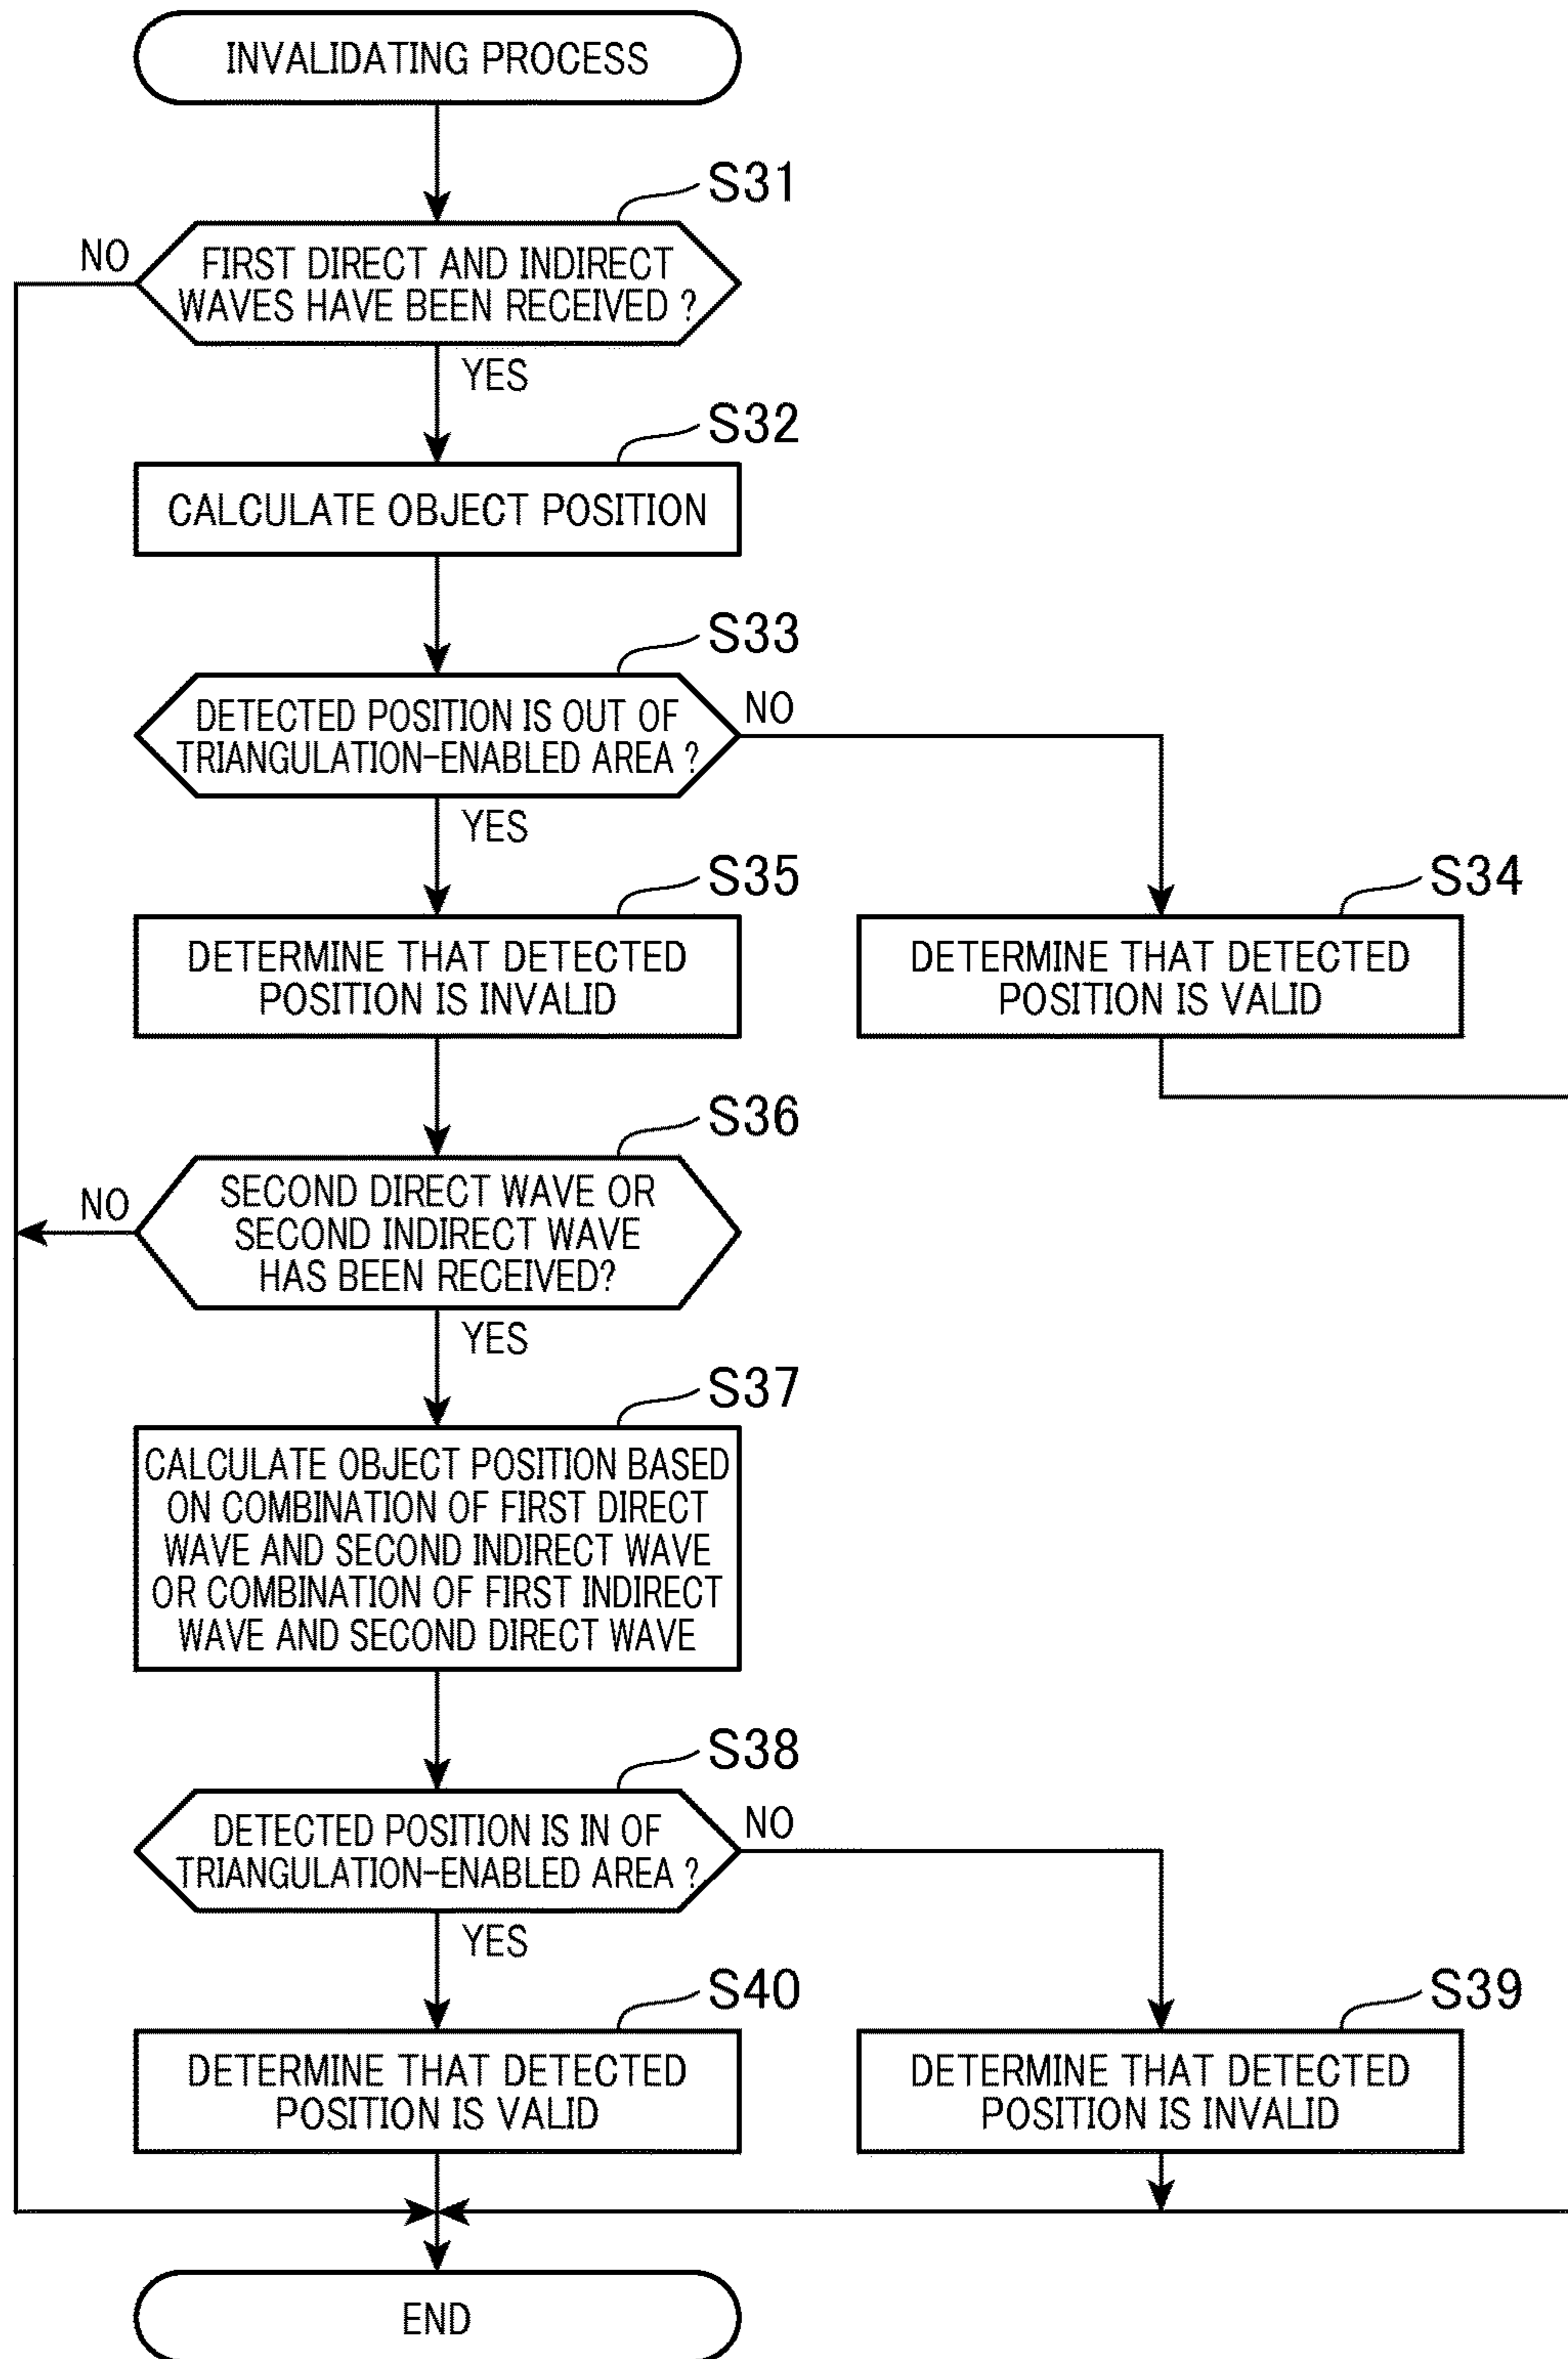 INVALIDATING PROCESS
S31
NO
FIRST DIRECT AND INDIRECT
WAVES HAVE BEEN RECEIVED ?
YES
S32
CALCULATE OBJECT POSITION
S33
DETECTED POSITION IS OUT OF
TRIANGULATION-ENABLED AREA ?
NO
YES
S35
DETERMINE THAT DETECTED
POSITION IS INVALID
S34
DETERMINE THAT DETECTED
POSITION IS VALID
S36
NO
SECOND DIRECT WAVE OR
SECOND INDIRECT WAVE
HAS BEEN RECEIVED?
YES
S37
CALCULATE OBJECT POSITION BASED
ON COMBINATION OF FIRST DIRECT
WAVE AND SECOND INDIRECT WAVE
OR COMBINATION OF FIRST INDIRECT
WAVE AND SECOND DIRECT WAVE
S38
DETECTED POSITION IS IN OF
TRIANGULATION-ENABLED AREA ?
NO
YES
S40
DETERMINE THAT DETECTED
POSITION IS VALID
S39
DETERMINE THAT DETECTED
POSITION IS INVALID
END